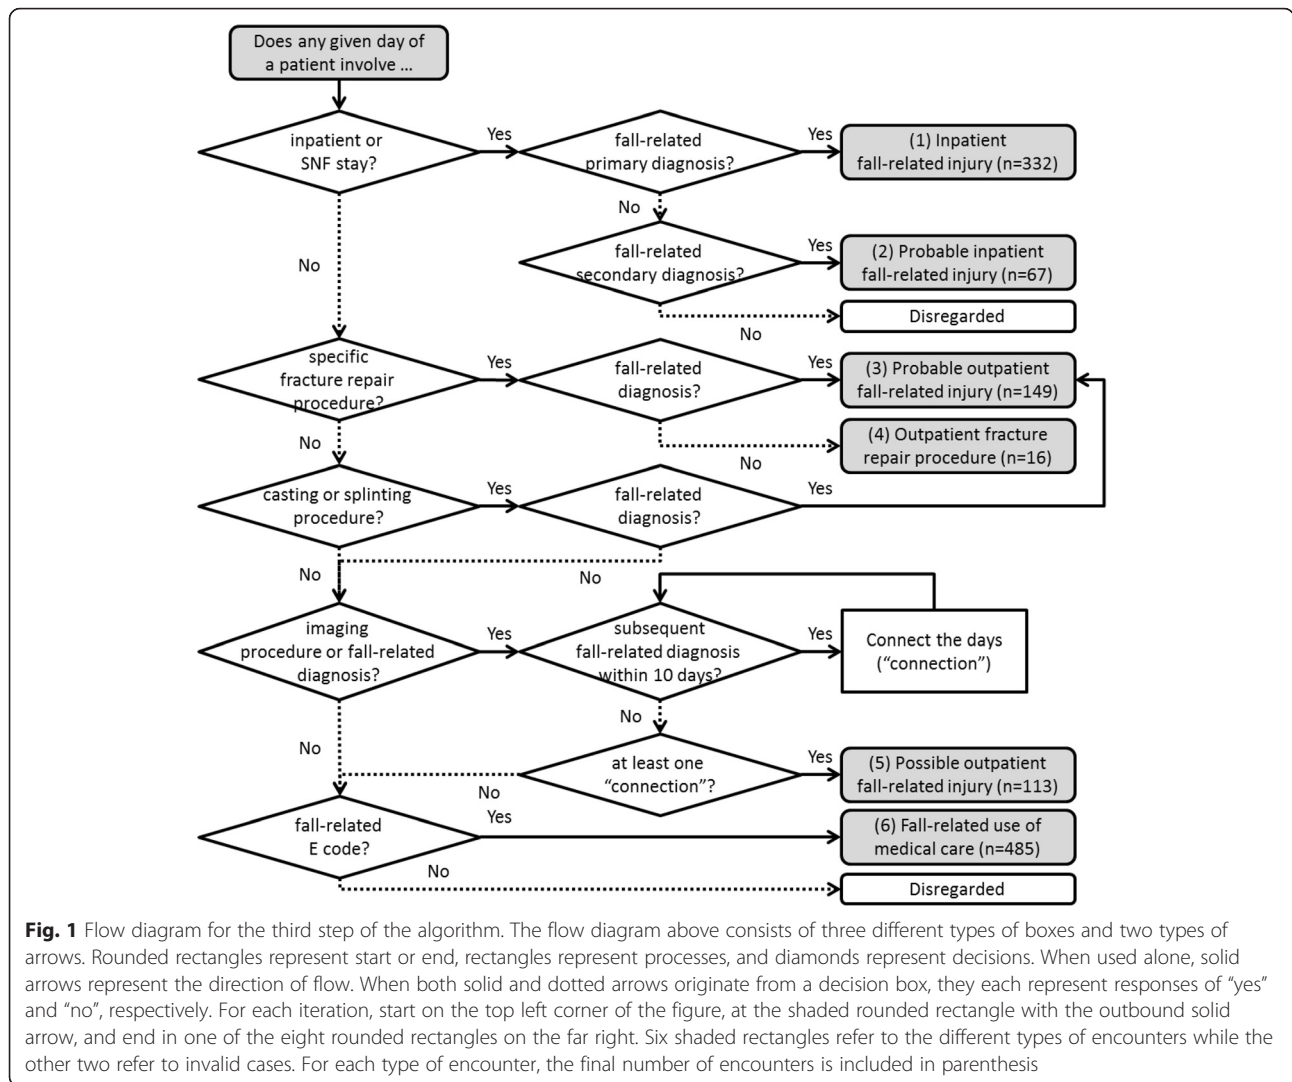 Does any given day of
a patient involve ...
inpatient or
SNF stay?
Yes
fall-related
primary diagnosis?
Yes
(1) Inpatient
fall-related injury (n=332)
No
No
fall-related
secondary diagnosis?
Yes
(2) Probable inpatient
fall-related injury (n=67)
No
Disregarded
specific
fracture repair
procedure?
Yes
fall-related
diagnosis?
Yes
(3) Probable outpatient
fall-related injury (n=149)
No
No
(4) Outpatient fracture
repair procedure (n=16)
casting or splinting
procedure?
Yes
fall-related
diagnosis?
Yes
No
No
imaging
procedure or fall-related
diagnosis?
Yes
subsequent
fall-related diagnosis
within 10 days?
Yes
Connect the days
(“connection”)
No
No
at least one
“connection”?
Yes
(5) Possible outpatient
fall-related injury (n=113)
No
fall-related
E code?
Yes
(6) Fall-related use of
medical care (n=485)
No
Disregarded
Fig. 1 Flow diagram for the third step of the algorithm. The flow diagram above consists of three different types of boxes and two types of
arrows. Rounded rectangles represent start or end, rectangles represent processes, and diamonds represent decisions. When used alone, solid
arrows represent the direction of flow. When both solid and dotted arrows originate from a decision box, they each represent responses of “yes”
and “no”, respectively. For each iteration, start on the top left corner of the figure, at the shaded rounded rectangle with the outbound solid
arrow, and end in one of the eight rounded rectangles on the far right. Six shaded rectangles refer to the different types of encounters while the
other two refer to invalid cases. For each type of encounter, the final number of encounters is included in parenthesis